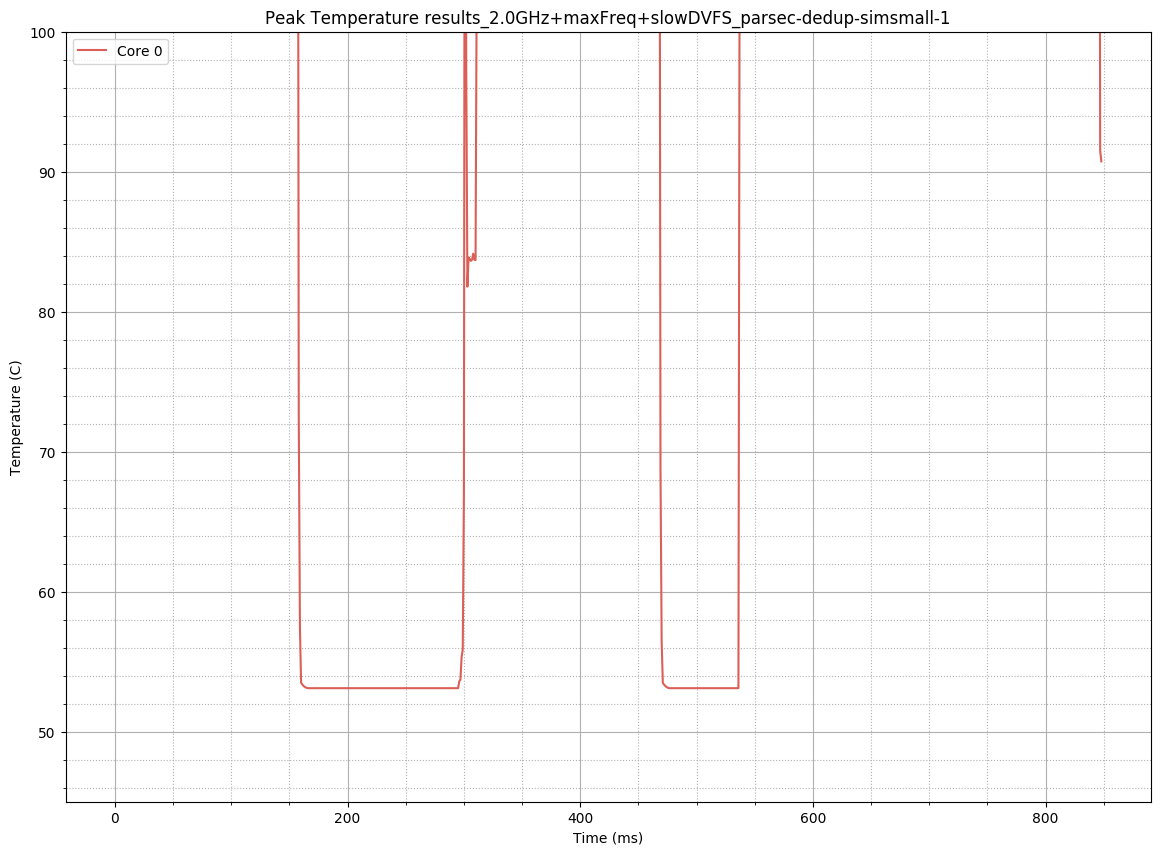 Peak Temperature results_2.0GHz+maxFreq+slowDVFS_parsec-dedup-simsmall-1
Core 0
100
90
80
70
60
50
Temperature (C)
0 200 400 600 800
Time (ms)